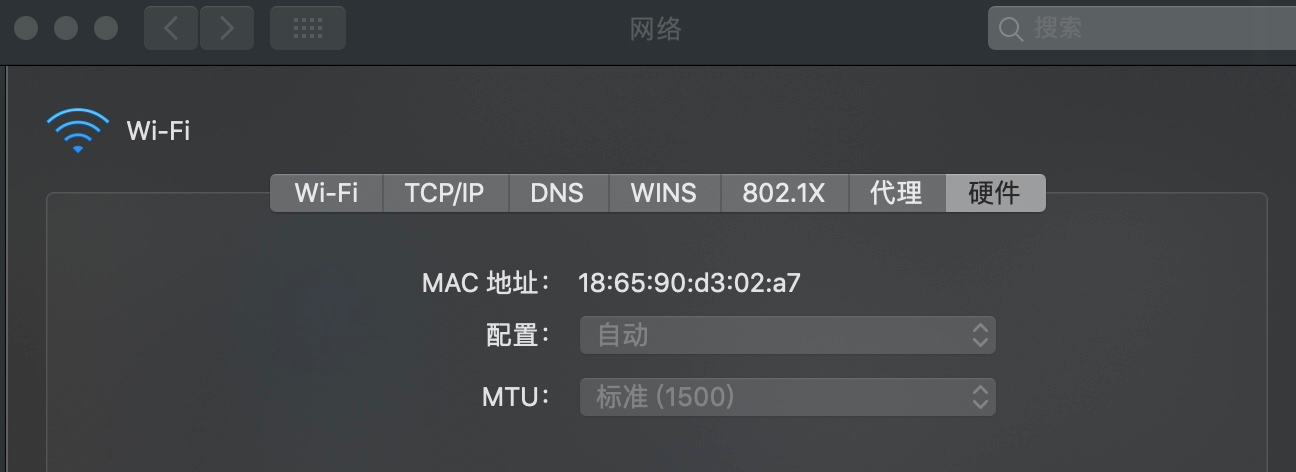 网络
搜索
Wi-Fi
Wi-Fi TCP/IP DNS WINS 802.1X 代理 硬件
MAC 地址： 18:65:90:d3:02:a7
配置： 自动
MTU： 标准 (1500)